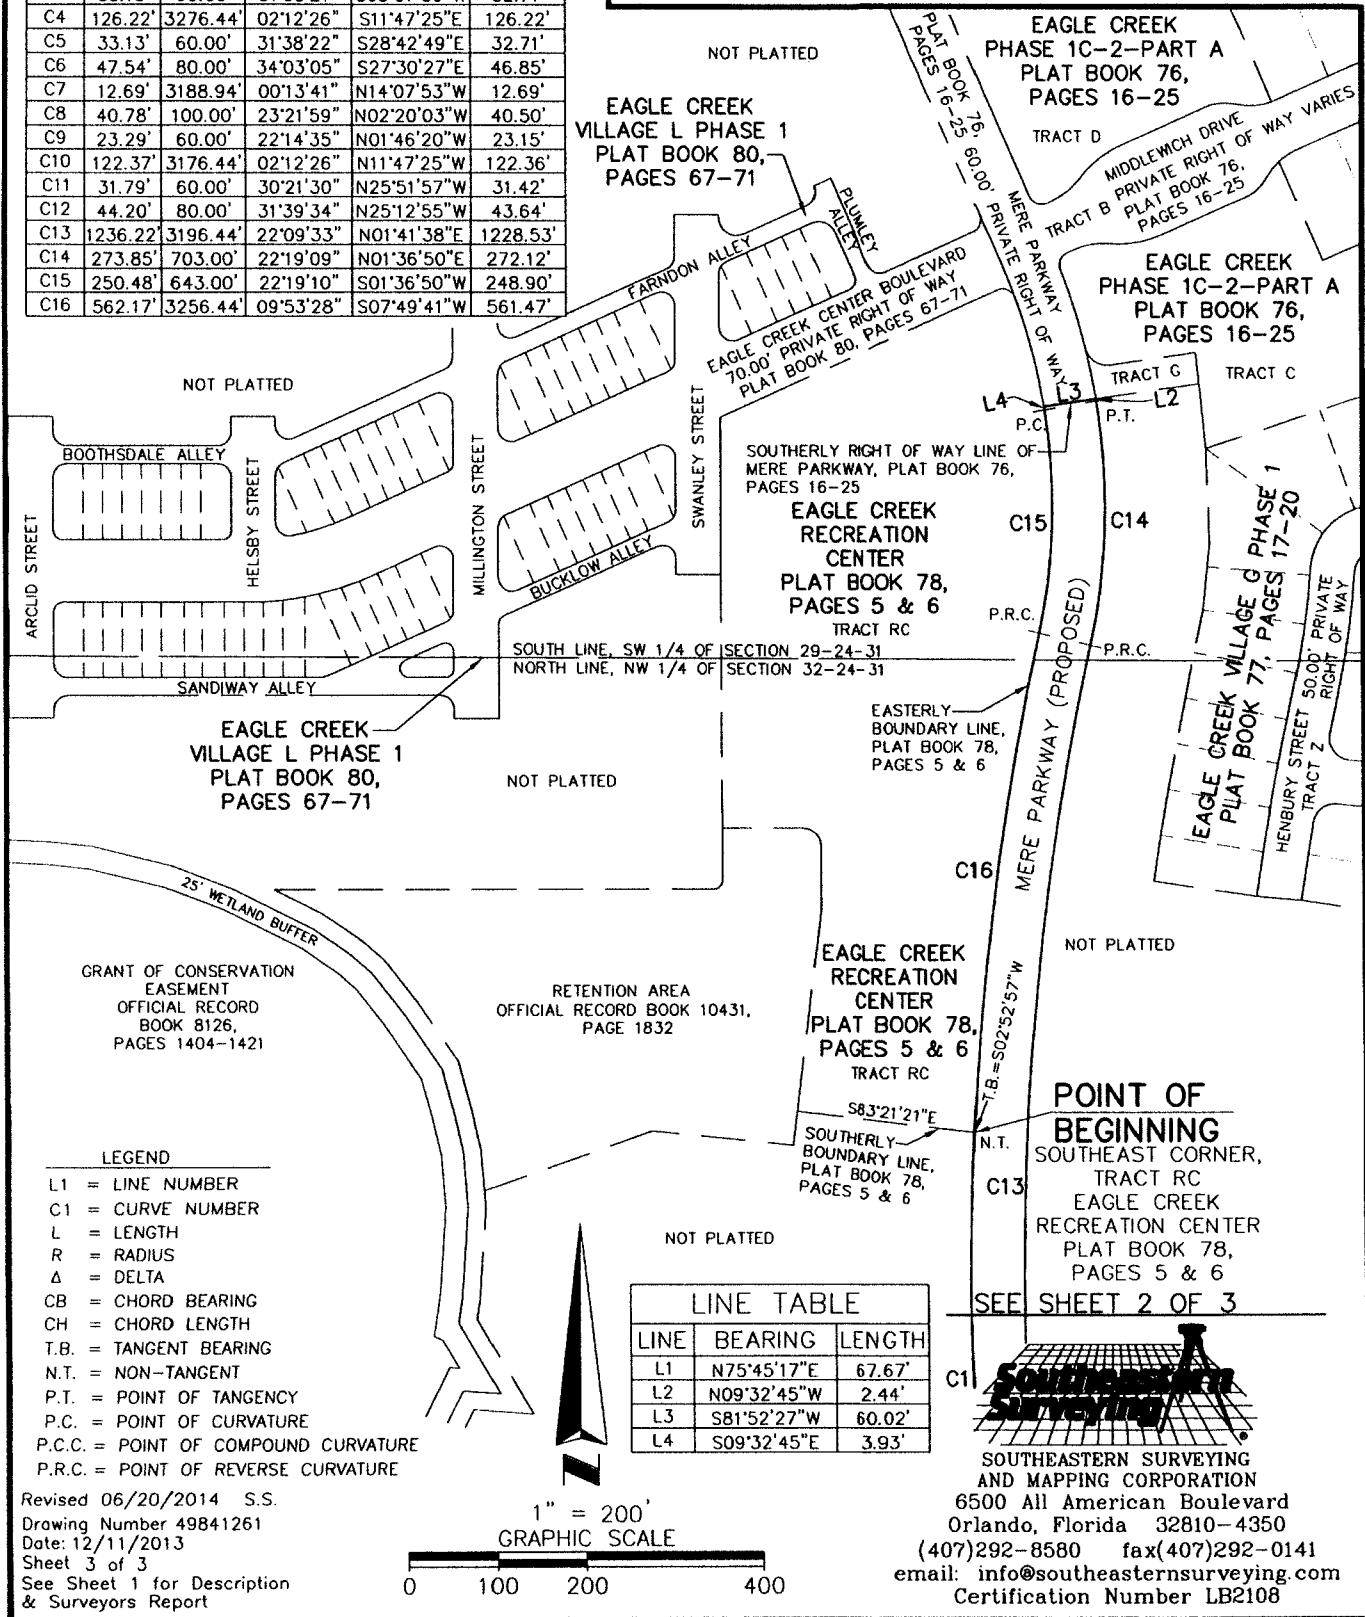 C4 126.22' 3276.44' 02°12'26" S11°47'25"E 126.22'
C5 33.13' 60.00' 31°38'22" S28°42'49"E 32.71'
C6 47.54' 80.00' 34°03'05" S27°30'27"E 46.85'
C7 12.69' 3188.94' 00°13'41" N14°07'53"W 12.69'
C8 40.78' 100.00' 23°21'59" N02°20'03"W 40.50'
C9 23.29' 60.00' 22°14'35" N01°46'20"W 23.15'
C10 122.37' 3176.44' 02°12'26" N11°47'25"W 122.36'
C11 31.79' 60.00' 30°21'30" N25°51'57"W 31.42'
C12 44.20' 80.00' 31°39'34" N25°12'55"W 43.64'
C13 1236.22' 3196.44' 22°09'33" N01°41'38"E 1228.53'
C14 273.85' 703.00' 22°19'09" N01°36'50"E 272.12'
C15 250.48' 643.00' 22°19'10" S01°36'50"W 248.90'
C16 562.17' 3256.44' 09°53'28" S07°49'41"W 561.47'
NOT PLATTED
EAGLE CREEK
VILLAGE L PHASE 1
PLAT BOOK 80,
PAGES 67-71
PLAT BOOK 76,
PAGES 16-25
60.00' PRIVATE RIGHT OF WAY
MERE PARKWAY
EAGLE CREEK
PHASE 1C-2-PART A
PLAT BOOK 76,
PAGES 16-25
TRACT D
MIDDLEWICH DRIVE
TRACT B PRIVATE RIGHT OF WAY VARIES
PLAT BOOK 76,
PAGES 16-25
EAGLE CREEK
PHASE 1C-2-PART A
PLAT BOOK 76,
PAGES 16-25
PLUMLEY
ALLEY
FARNDON ALLEY
EAGLE CREEK CENTER BOULEVARD
70.00' PRIVATE RIGHT OF WAY
PLAT BOOK 80, PAGES 67-71
NOT PLATTED
TRACT G
TRACT C
L4
L3
L2
P.C.
P.T.
BOOTHSDALE ALLEY
ARCLID STREET
HELSBY STREET
MILLINGTON STREET
SWANLEY STREET
BUCKLOW ALLEY
SOUTHERLY RIGHT OF WAY LINE OF
MERE PARKWAY, PLAT BOOK 76,
PAGES 16-25
EAGLE CREEK
RECREATION
CENTER
PLAT BOOK 78,
PAGES 5 & 6
TRACT RC
C15
C14
P.R.C.
P.R.C.
EAGLE CREEK VILLAGE G PHASE 1
PLAT BOOK 77, PAGES 17-20
HENBURY STREET 50.00' PRIVATE
TRACT Z RIGHT OF WAY
SOUTH LINE, SW 1/4 OF SECTION 29-24-31
NORTH LINE, NW 1/4 OF SECTION 32-24-31
SANDIWAY ALLEY
EAGLE CREEK
VILLAGE L PHASE 1
PLAT BOOK 80,
PAGES 67-71
NOT PLATTED
EASTERLY
BOUNDARY LINE,
PLAT BOOK 78,
PAGES 5 & 6
MERE PARKWAY (PROPOSED)
C16
25' WETLAND BUFFER
GRANT OF CONSERVATION
EASEMENT
OFFICIAL RECORD
BOOK 8126,
PAGES 1404-1421
RETENTION AREA
OFFICIAL RECORD BOOK 10431,
PAGE 1832
EAGLE CREEK
RECREATION
CENTER
PLAT BOOK 78,
PAGES 5 & 6
TRACT RC
NOT PLATTED
T.B.=S02°52'57"W
S83°21'21"E
SOUTHERLY
BOUNDARY LINE,
PLAT BOOK 78,
PAGES 5 & 6
N.T.
C13
POINT OF
BEGINNING
SOUTHEAST CORNER,
TRACT RC
EAGLE CREEK
RECREATION CENTER
PLAT BOOK 78,
PAGES 5 & 6
SEE SHEET 2 OF 3
C1
NOT PLATTED
LEGEND
L1 = LINE NUMBER
C1 = CURVE NUMBER
L = LENGTH
R = RADIUS
Δ = DELTA
CB = CHORD BEARING
CH = CHORD LENGTH
T.B. = TANGENT BEARING
N.T. = NON-TANGENT
P.T. = POINT OF TANGENCY
P.C. = POINT OF CURVATURE
P.C.C. = POINT OF COMPOUND CURVATURE
P.R.C. = POINT OF REVERSE CURVATURE
Revised 06/20/2014 S.S.
Drawing Number 49841261
Date: 12/11/2013
Sheet 3 of 3
See Sheet 1 for Description
& Surveyors Report
N
1" = 200'
GRAPHIC SCALE
0 100 200 400
LINE TABLE
LINE BEARING LENGTH
L1 N75°45'17"E 67.67'
L2 N09°32'45"W 2.44'
L3 S81°52'27"W 60.02'
L4 S09°32'45"E 3.93'
Southeastern
Surveying
®
SOUTHEASTERN SURVEYING
AND MAPPING CORPORATION
6500 All American Boulevard
Orlando, Florida 32810-4350
(407)292-8580 fax(407)292-0141
email: info@southeasternsurveying.com
Certification Number LB2108